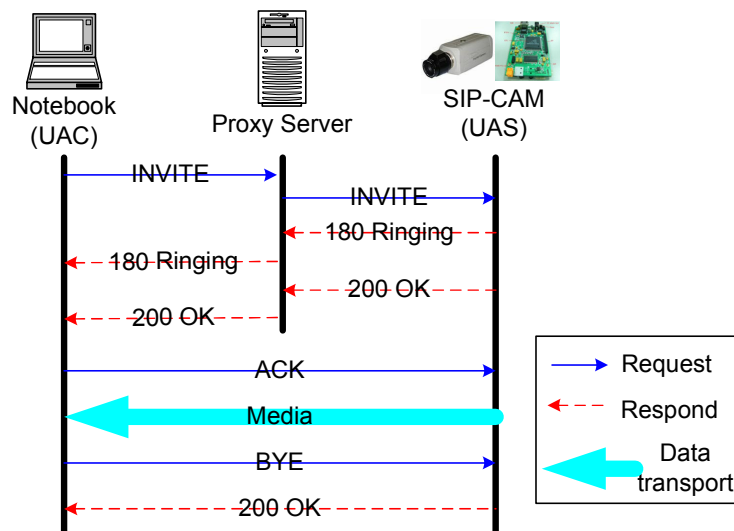 Notebook
(UAC)
Proxy Server
SIP-CAM
(UAS)
INVITE
INVITE
180 Ringing
180 Ringing
200 OK
200 OK
ACK
Media
BYE
200 OK
Request
Respond
Data
transport